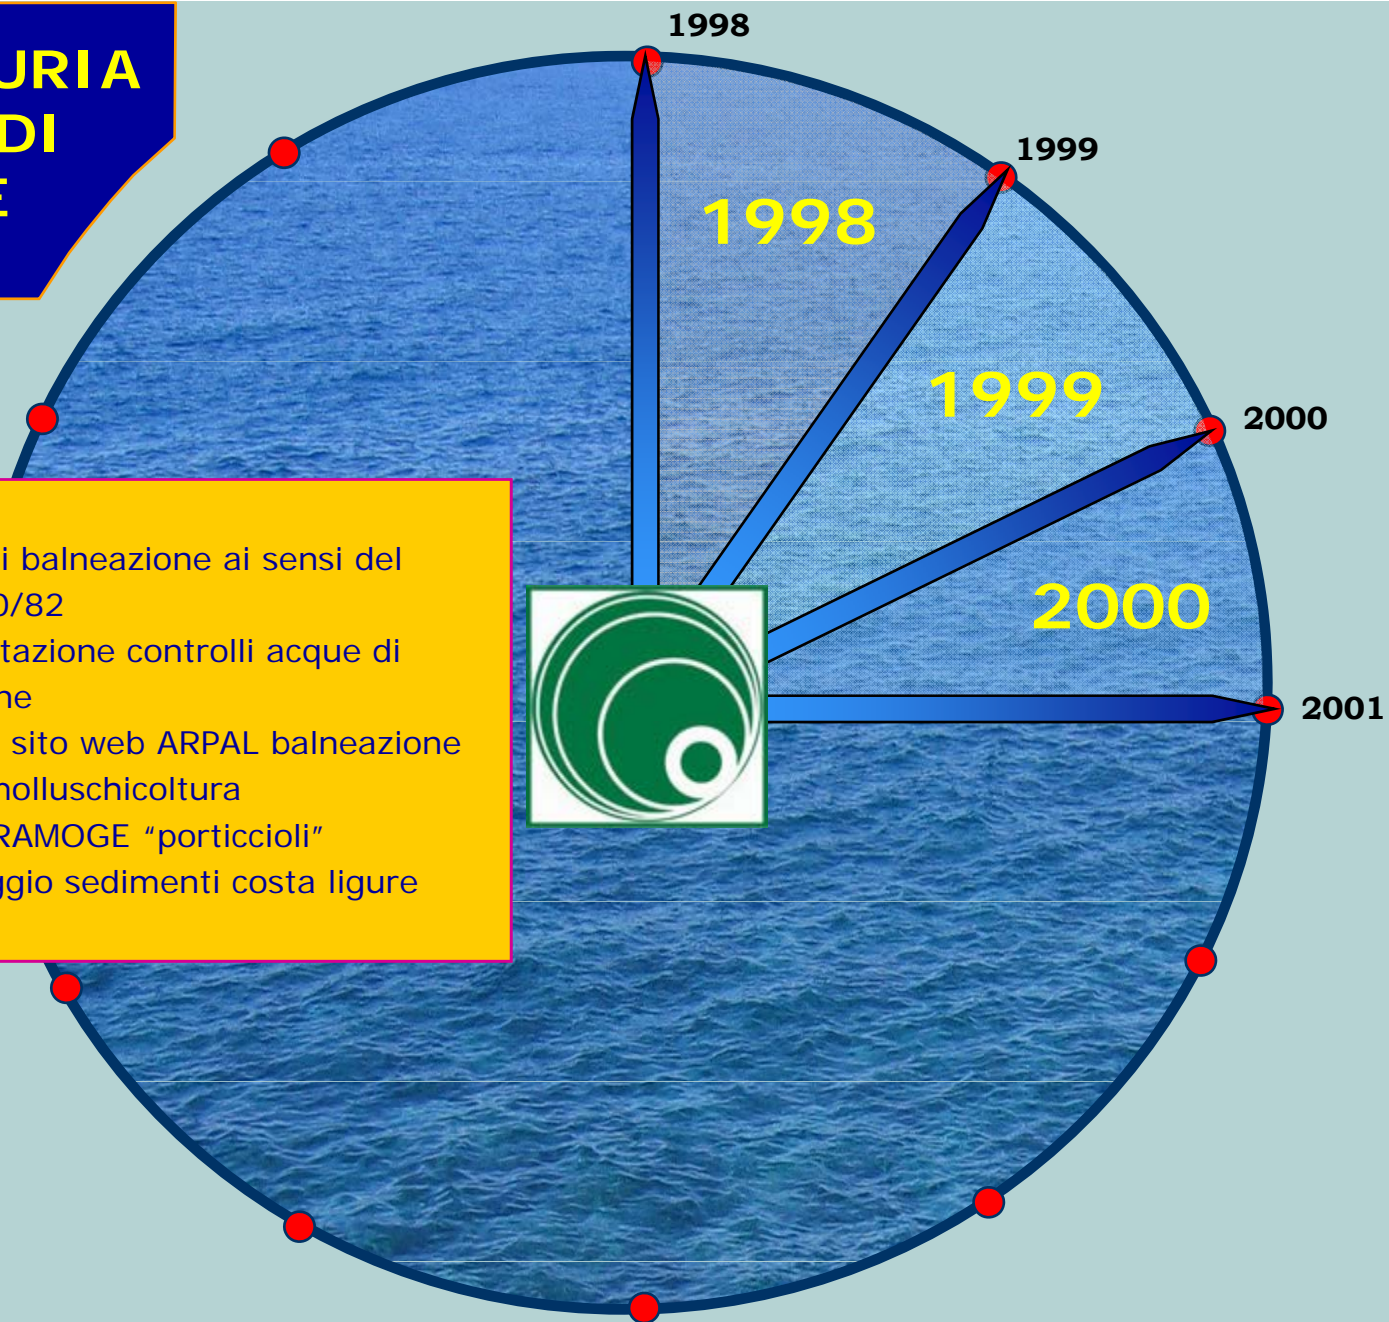 URIA
DI
E
1998
1999
2000
2001
1998
1999
2000
i balneazione ai sensi del
0/82
tazione controlli acque di
ne
sito web ARPAL balneazione
molluschicoltura
RAMOGE “porticcioli”
ggio sedimenti costa ligure